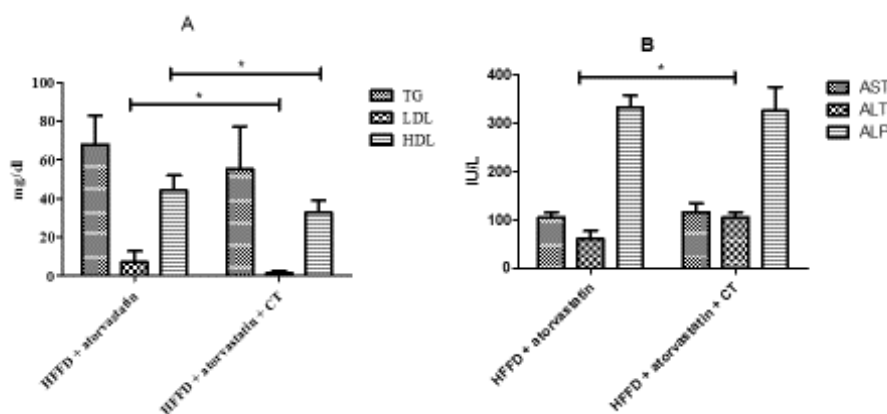 A
*
*
100
80
60
40
20
0
mg/dl
TG
LDL
HDL
HFFD + atorvastatin
HFFD + atorvastatin + CT
B
*
400
300
200
100
0
IU/L
AST
ALT
ALP
HFFD + atorvastatin
HFFD + atorvastatin + CT